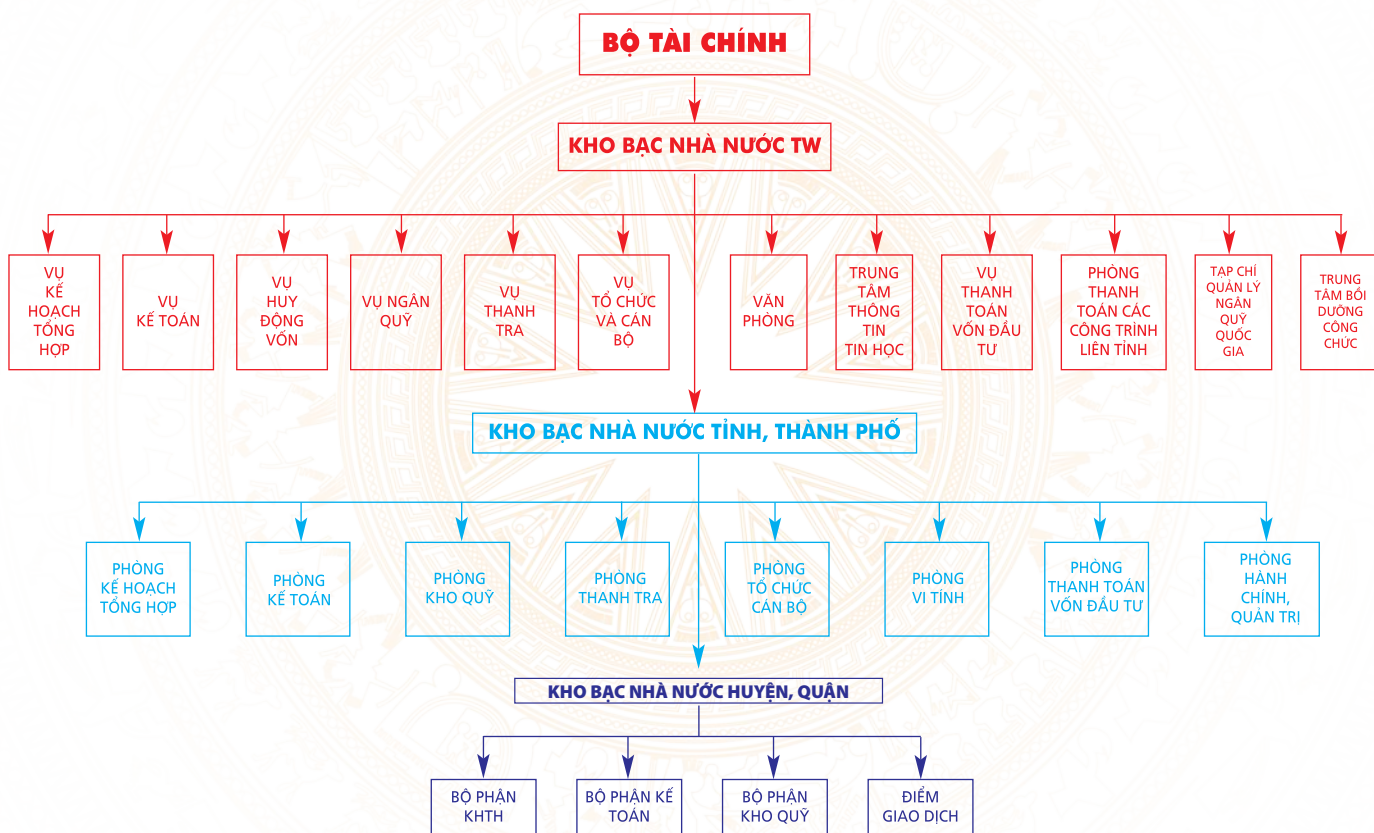 BỘ TÀI CHÍNH
KHO BẠC NHÀ NƯỚC TW
VỤ
KẾ
HOẠCH
TỔNG
HỢP
VỤ
KẾ TOÁN
VỤ
HUY
ĐỘNG
VỐN
VỤ NGÂN
QUỸ
VỤ
THANH
TRA
VỤ
TỔ CHỨC
VÀ CÁN
BỘ
VĂN
PHÒNG
TRUNG
TÂM
THÔNG
TIN
TIN HỌC
VỤ
THANH
TOÁN
VỐN ĐẦU
TƯ
PHÒNG
THANH
TOÁN CÁC
CÔNG TRÌNH
LIÊN TỈNH
TẠP CHÍ
QUẢN LÝ
NGÂN
QUỸ
QUỐC
GIA
TRUNG
TÂM BỒI
DƯỠNG
CÔNG
CHỨC
KHO BẠC NHÀ NƯỚC TỈNH, THÀNH PHỐ
PHÒNG
KẾ HOẠCH
TỔNG HỢP
PHÒNG
KẾ TOÁN
PHÒNG
KHO QUỸ
PHÒNG
THANH TRA
PHÒNG
TỔ CHỨC
CÁN BỘ
PHÒNG
VI TÍNH
PHÒNG
THANH TOÁN
VỐN ĐẦU TƯ
PHÒNG
HÀNH
CHÍNH,
QUẢN TRỊ
KHO BẠC NHÀ NƯỚC HUYỆN, QUẬN
BỘ PHẬN
KHTH
BỘ PHẬN KẾ
TOÁN
BỘ PHẬN
KHO QUỸ
ĐIỂM
GIAO DỊCH